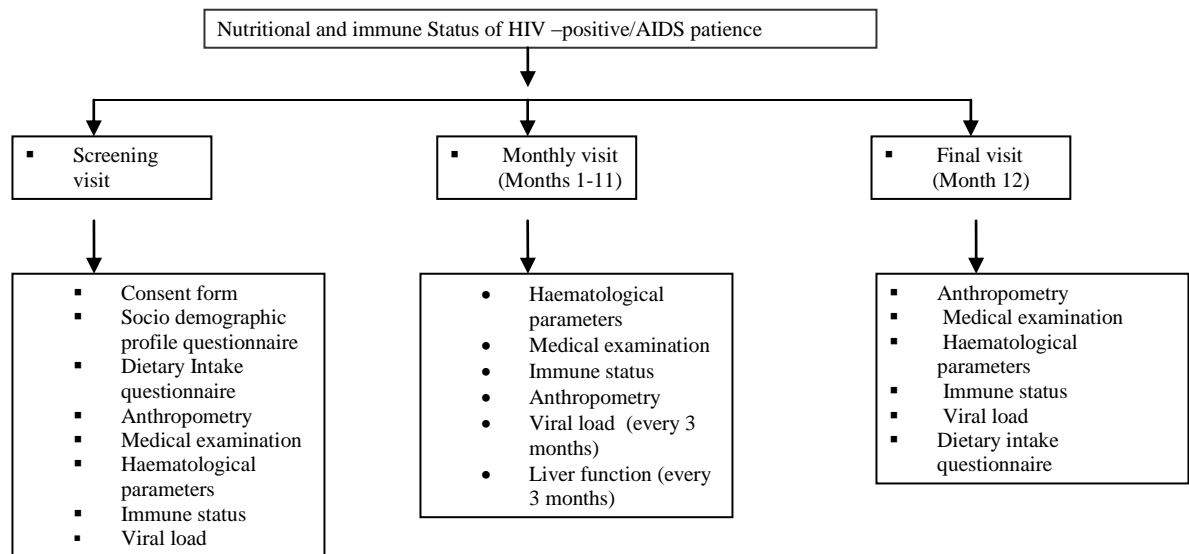 Nutritional and immune Status of HIV –positive/AIDS patience
▪ Screening
visit
▪ Monthly visit
(Months 1-11)
▪ Final visit
(Month 12)
▪ Consent form
▪ Socio demographic
profile questionnaire
▪ Dietary Intake
questionnaire
▪ Anthropometry
▪ Medical examination
▪ Haematological
parameters
▪ Immune status
▪ Viral load
● Haematological
parameters
● Medical examination
● Immune status
● Anthropometry
● Viral load (every 3
months)
● Liver function (every
3 months)
▪ Anthropometry
▪ Medical examination
▪ Haematological
parameters
▪ Immune status
▪ Viral load
▪ Dietary intake
questionnaire